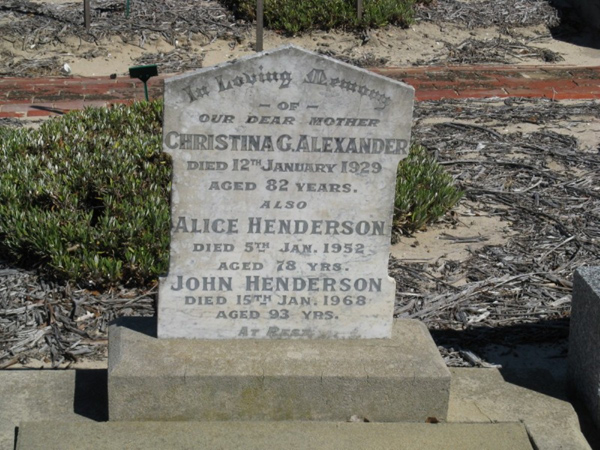 In Loving Memory
- OF -
OUR DEAR MOTHER
CHRISTINA G. ALEXANDER
DIED 12TH JANUARY 1929
AGED 82 YEARS.
ALSO
ALICE HENDERSON
DIED 5TH JAN. 1952
AGED 78 YRS.
JOHN HENDERSON
DIED 15TH JAN. 1968
AGED 93 YRS.
AT REST